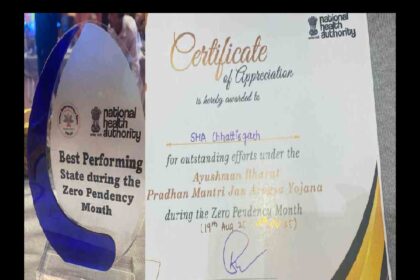 national
health
authority
Best Performing
State during the
Zero Pendency
Month
national
health
authority
Certificate
of Appreciation
is hereby awarded to
SHA Chhattisgarh
for outstanding efforts under the
Ayushman Bharat
Pradhan Mantri Jan Arogya Yojana
during the Zero Pendency Month
(19th Aug